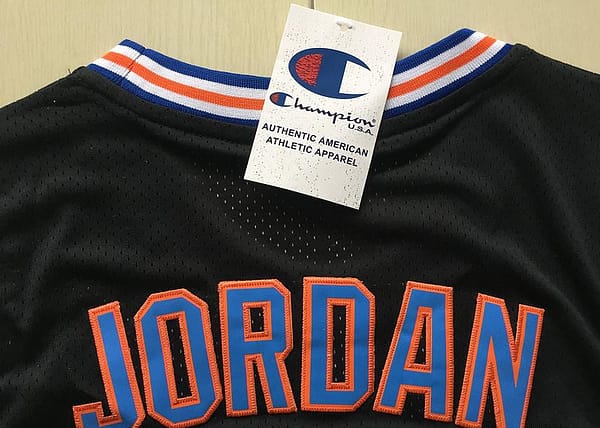 Champion
U.S.A.
AUTHENTIC AMERICAN
ATHLETIC APPAREL
JORDAN